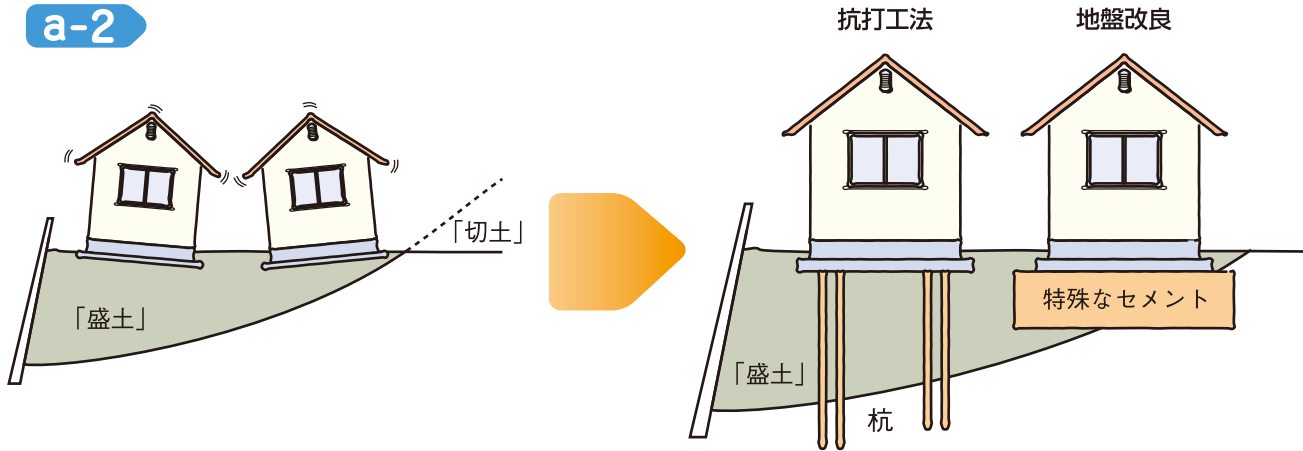 a-2
抗打工法
地盤改良
「切土」
「盛土」
特殊なセメント
「盛土」
杭